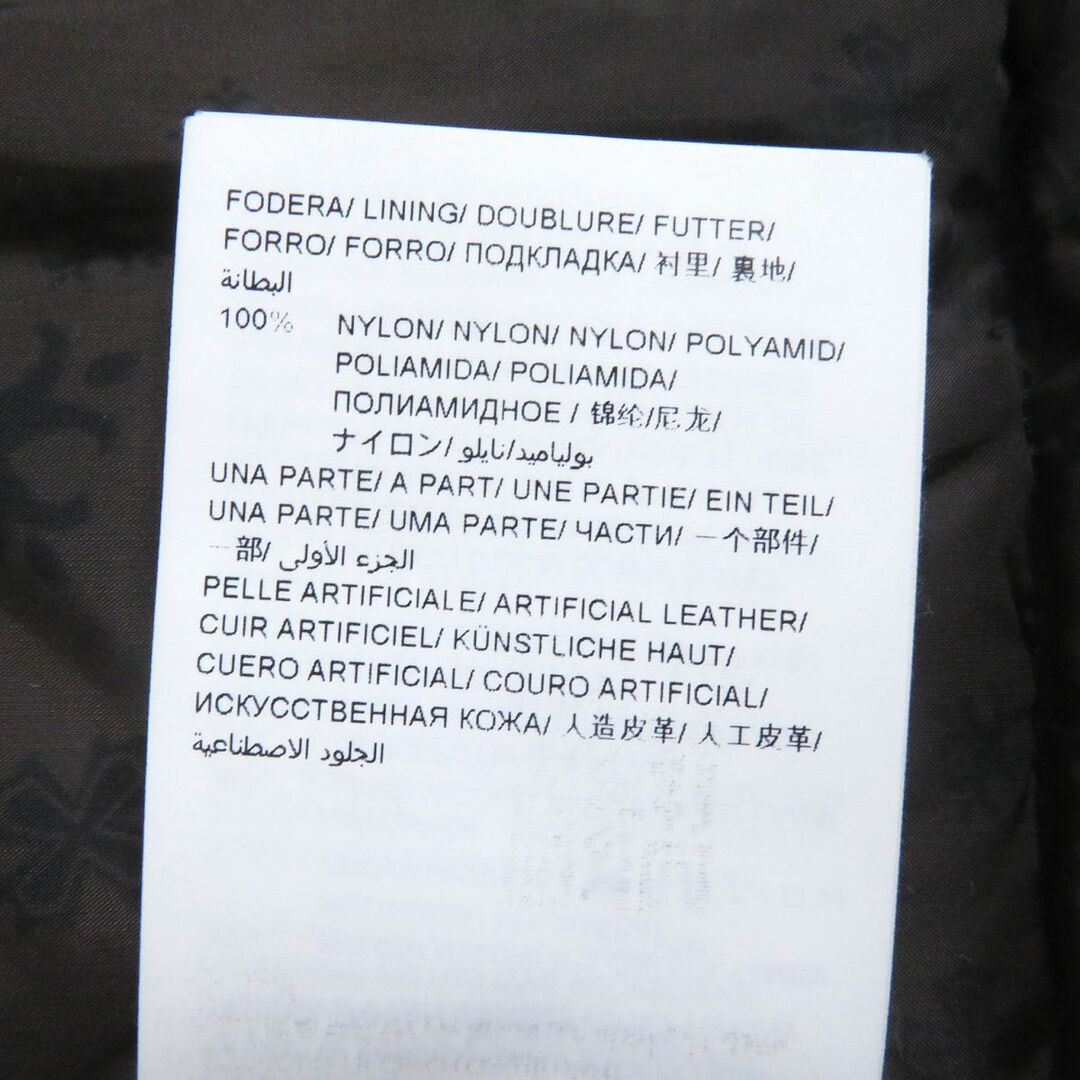 FODERA/ LINING/ DOUBLURE/ FUTTER/
FORRO/ FORRO/ ПОДКЛАДКА/ 衬里/ 裏地/
البطانة
100% NYLON/ NYLON/ NYLON/ POLYAMID/
POLIAMIDA/ POLIAMIDA/
ПОЛИАМИДНОЕ / 锦纶/尼龙/
ナイロン/ بولياميد/نايلو
UNA PARTE/ A PART/ UNE PARTIE/ EIN TEIL/
UNA PARTE/ UMA PARTE/ ЧАСТИ/ 一个部件/
一部/ الجزء الأولى
PELLE ARTIFICIALE/ ARTIFICIAL LEATHER/
CUIR ARTIFICIEL/ KÜNSTLICHE HAUT/
CUERO ARTIFICIAL/ COURO ARTIFICIAL/
ИСКУССТВЕННАЯ КОЖА/ 人造皮革/ 人工皮革/
الجلود الاصطناعية